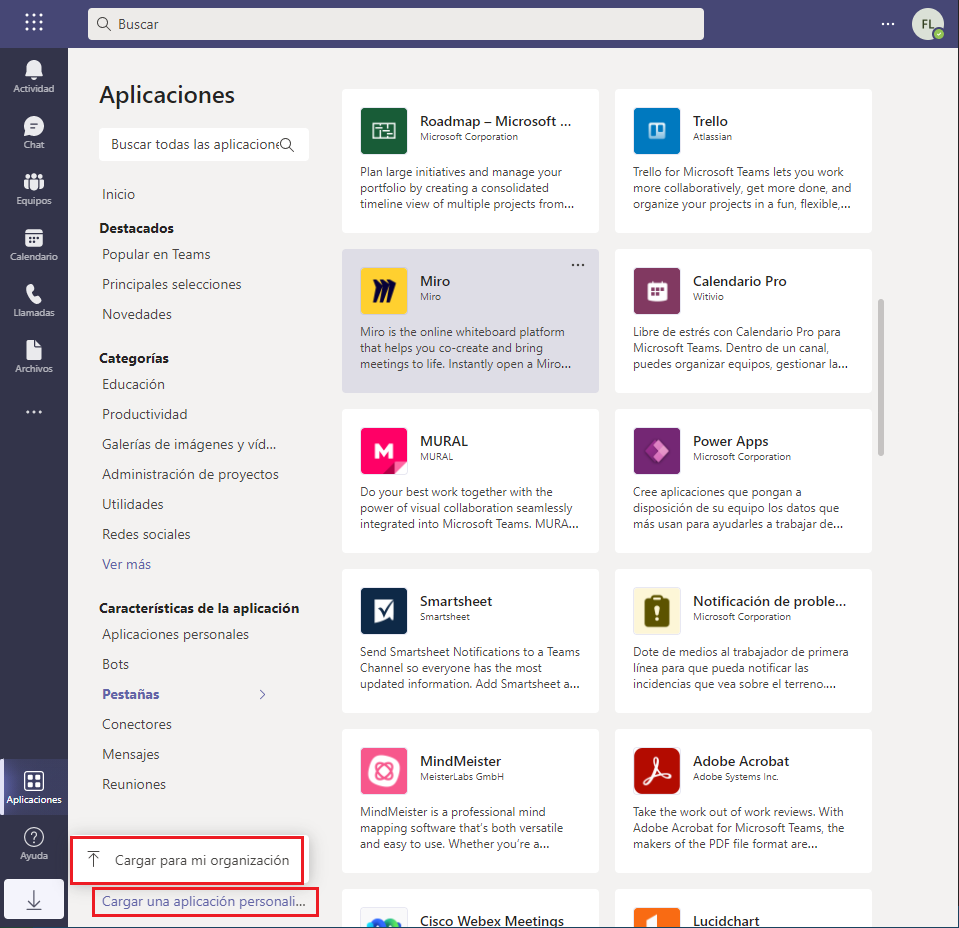 Buscar
FL
Actividad
Chat
Equipos
Calendario
Llamadas
Archivos
Aplicaciones
Ayuda
Aplicaciones
Buscar todas las aplicacione
Inicio
Destacados
Popular en Teams
Principales selecciones
Novedades
Categorías
Educación
Productividad
Galerías de imágenes y víd...
Administración de proyectos
Utilidades
Redes sociales
Ver más
Características de la aplicación
Aplicaciones personales
Bots
Pestañas
Conectores
Mensajes
Reuniones
Cargar para mi organización
Cargar una aplicación personali...
Roadmap – Microsoft ...
Microsoft Corporation
Plan large initiatives and manage your
portfolio by creating a consolidated
timeline view of multiple projects from...
Trello
Atlassian
Trello for Microsoft Teams lets you work
more collaboratively, get more done, and
organize your projects in a fun, flexible,...
Miro
Miro
Miro is the online whiteboard platform
that helps you co-create and bring
meetings to life. Instantly open a Miro...
Calendario Pro
Witivio
Libre de estrés con Calendario Pro para
Microsoft Teams. Dentro de un canal,
puedes organizar equipos, gestionar la...
M
MURAL
MURAL
Do your best work together with the
power of visual collaboration seamlessly
integrated into Microsoft Teams. MURA...
Power Apps
Microsoft Corporation
Cree aplicaciones que pongan a
disposición de su equipo los datos que
más usan para ayudarles a trabajar de...
Smartsheet
Smartsheet
Send Smartsheet Notifications to a Teams
Channel so everyone has the most
updated information. Add Smartsheet a...
Notificación de proble...
Microsoft Corporation
Dote de medios al trabajador de primera
línea para que pueda notificar las
incidencias que vea sobre el terreno....
MindMeister
MeisterLabs GmbH
MindMeister is a professional mind
mapping software that's both versatile
and easy to use. Whether you're a...
Adobe Acrobat
Adobe Systems Inc.
Take the work out of work reviews. With
Adobe Acrobat for Microsoft Teams, the
makers of the PDF file format are...
Cisco Webex Meetings
Lucidchart